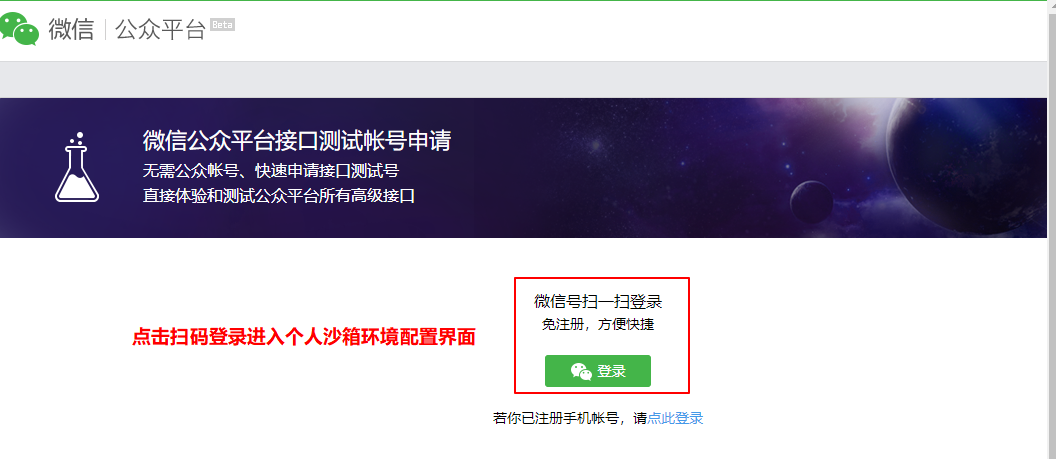 微信 公众平台 Beta
微信公众平台接口测试帐号申请
无需公众帐号、快速申请接口测试号
直接体验和测试公众平台所有高级接口
微信号扫一扫登录
免注册，方便快捷
点击扫码登录进入个人沙箱环境配置界面
登录
若你已注册手机帐号，请点此登录